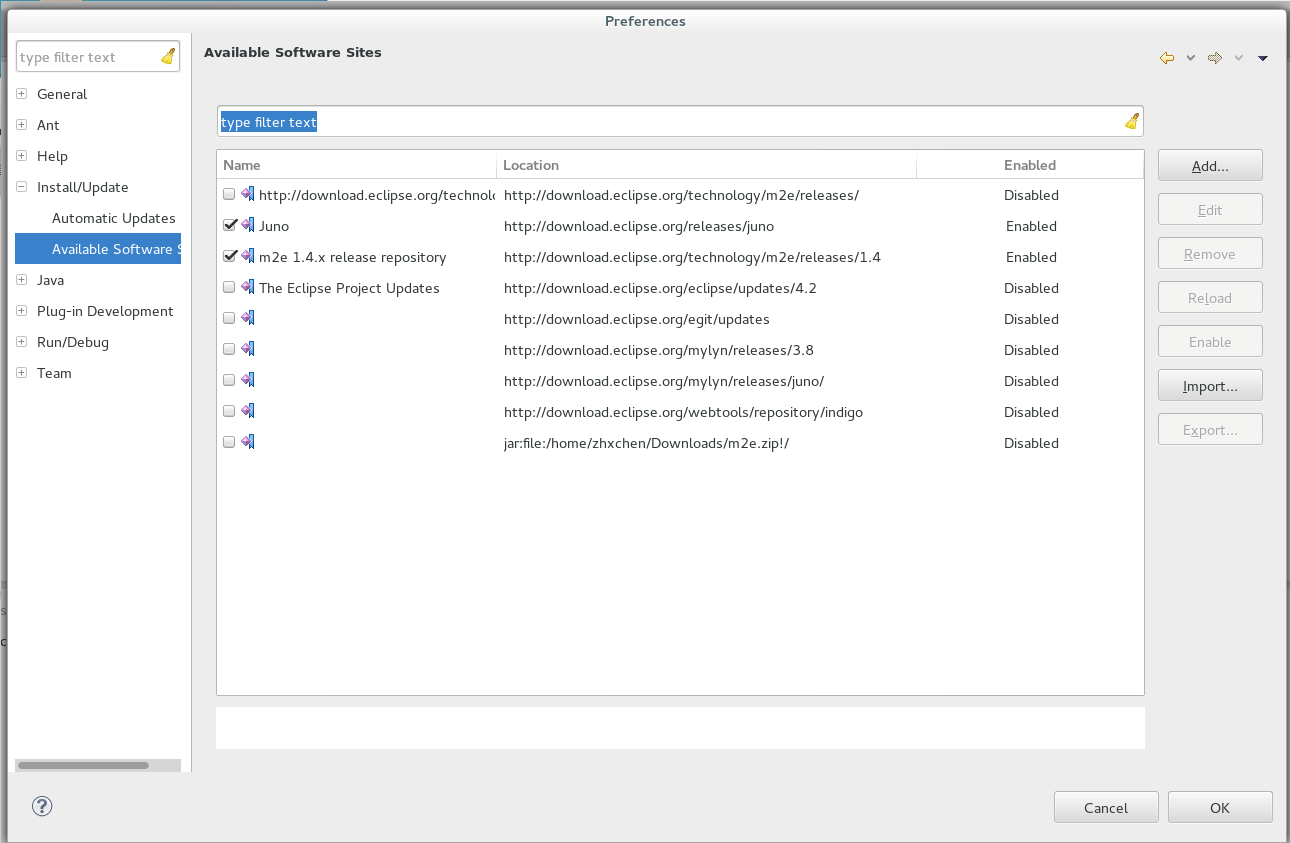 Preferences
type filter text
General
Ant
Help
Install/Update
Automatic Updates
Available Software S
Java
Plug-in Development
Run/Debug
Team
Available Software Sites
type filter text
Name Location Enabled
http://download.eclipse.org/technolo http://download.eclipse.org/technology/m2e/releases/ Disabled
Juno http://download.eclipse.org/releases/juno Enabled
m2e 1.4.x release repository http://download.eclipse.org/technology/m2e/releases/1.4 Enabled
The Eclipse Project Updates http://download.eclipse.org/eclipse/updates/4.2 Disabled
http://download.eclipse.org/egit/updates Disabled
http://download.eclipse.org/mylyn/releases/3.8 Disabled
http://download.eclipse.org/mylyn/releases/juno/ Disabled
http://download.eclipse.org/webtools/repository/indigo Disabled
jar:file:/home/zhxchen/Downloads/m2e.zip!/ Disabled
Add...
Edit
Remove
Reload
Enable
Import...
Export...
?
Cancel OK